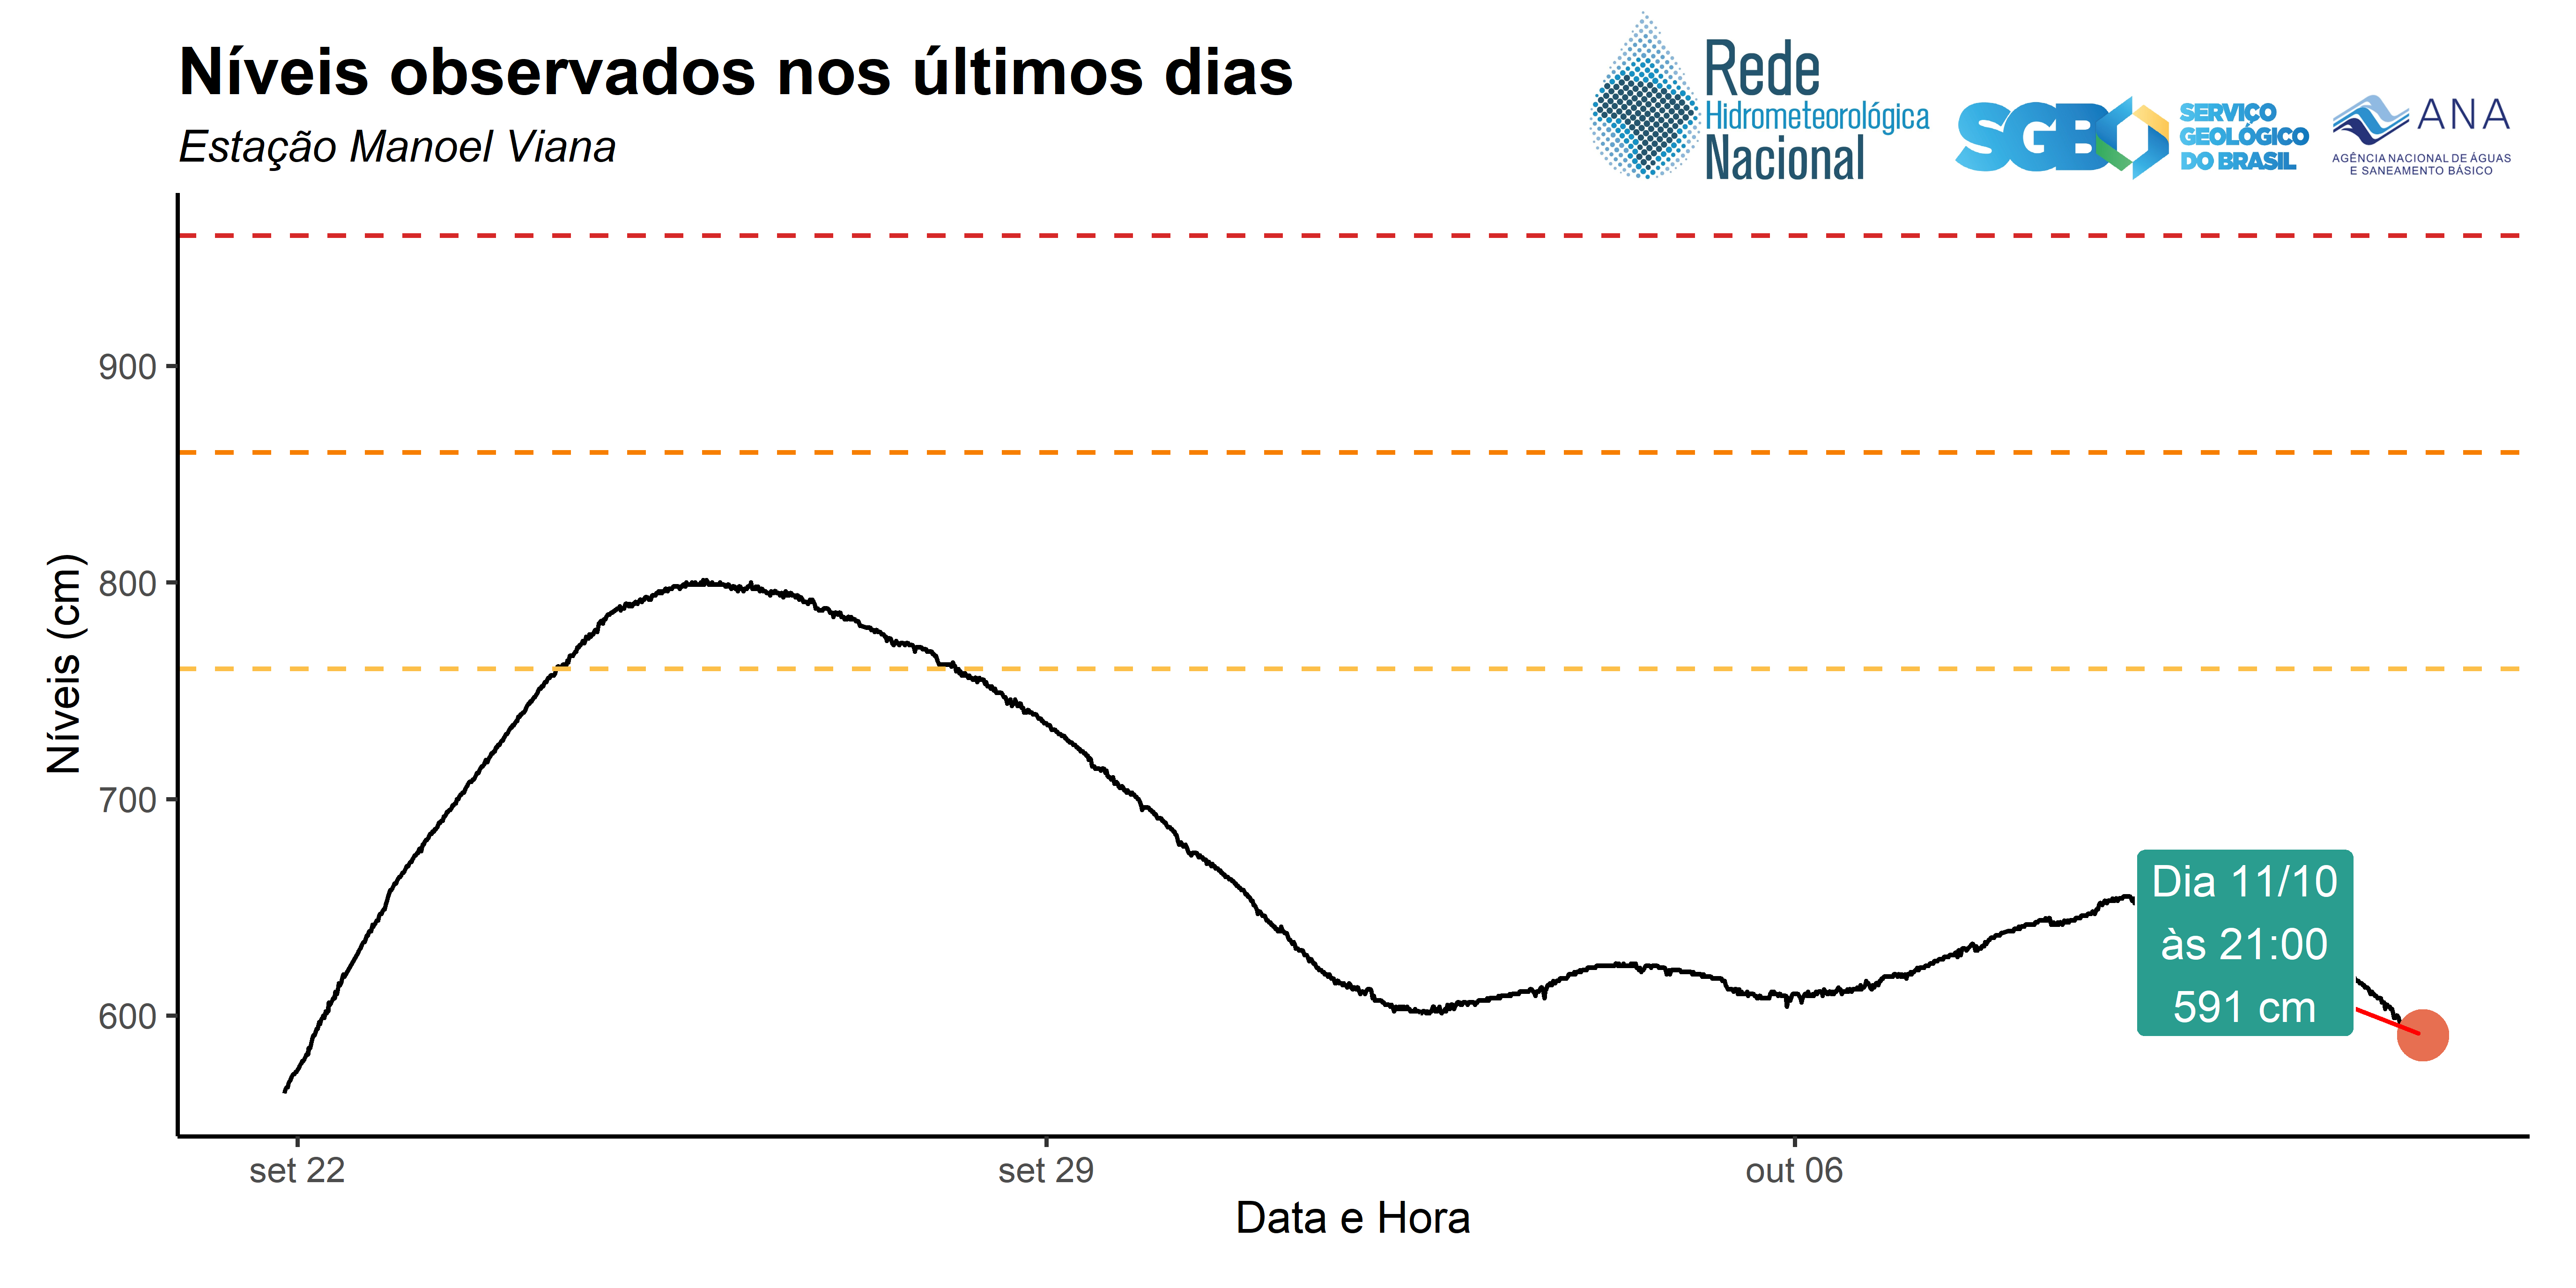 Níveis observados nos últimos dias
Estação Manoel Viana
Rede
Hidrometeorológica
Nacional
SGB
SERVIÇO
GEOLÓGICO
DO BRASIL
ANA
AGÊNCIA NACIONAL DE ÁGUAS
E SANEAMENTO BÁSICO
Níveis (cm)
900
800
700
600
Dia 11/10
às 21:00
591 cm
set 22
set 29
out 06
Data e Hora